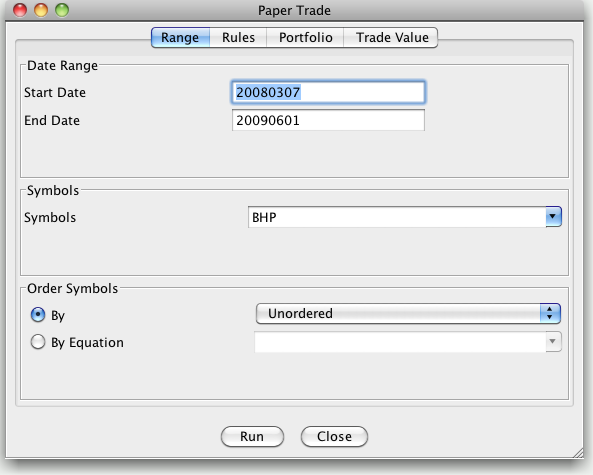 Paper Trade
Range Rules Portfolio Trade Value
Date Range
Start Date 20080307
End Date 20090601
Symbols
Symbols BHP
Order Symbols
By Unordered
By Equation
Run Close